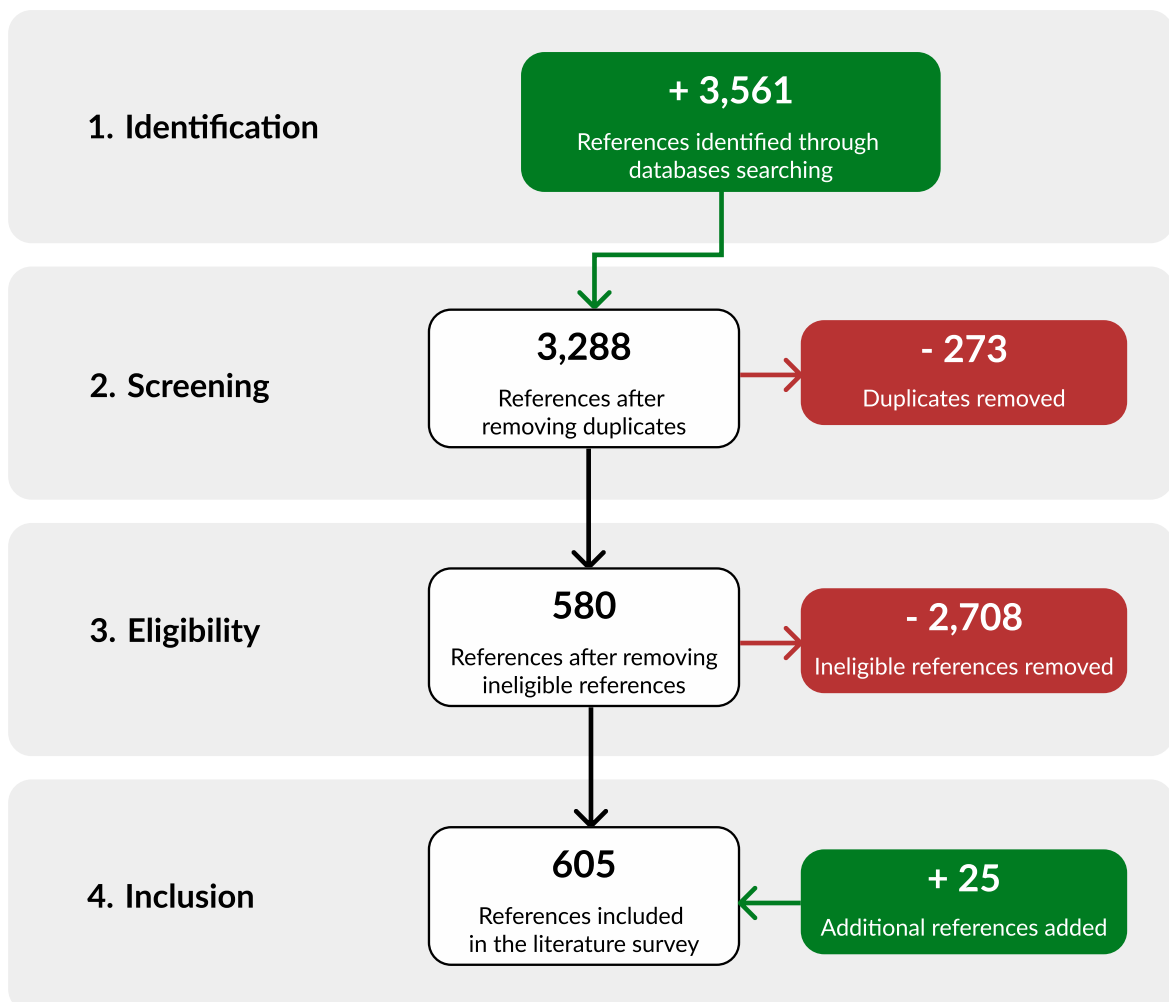 1. Identification
+ 3,561
References identified through
databases searching
2. Screening
3,288
References after
removing duplicates
- 273
Duplicates removed
3. Eligibility
580
References after removing
ineligible references
- 2,708
Ineligible references removed
4. Inclusion
605
References included
in the literature survey
+ 25
Additional references added